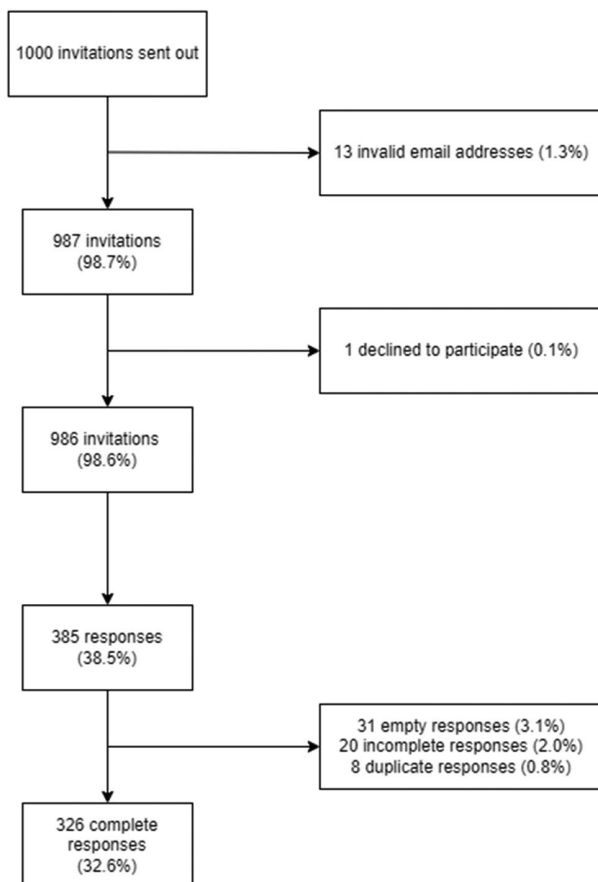 1000 invitations sent out
13 invalid email addresses (1.3%)
987 invitations
(98.7%)
1 declined to participate (0.1%)
986 invitations
(98.6%)
385 responses
(38.5%)
31 empty responses (3.1%)
20 incomplete responses (2.0%)
8 duplicate responses (0.8%)
326 complete
responses
(32.6%)